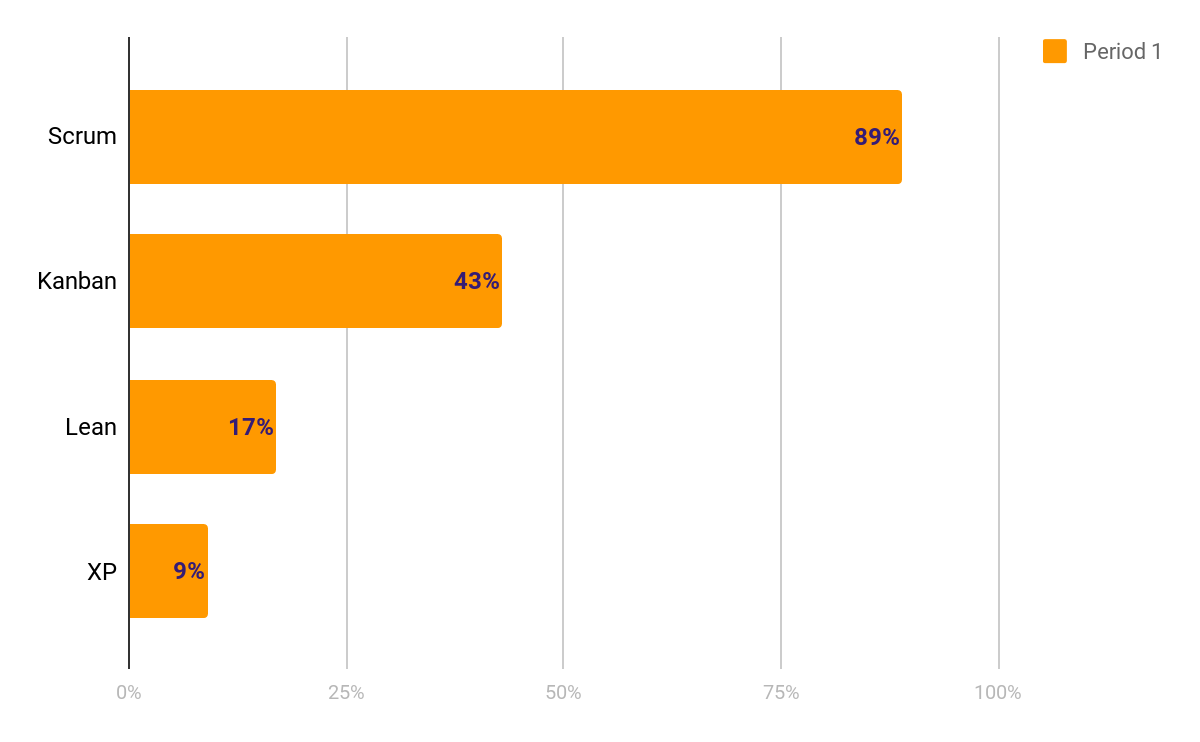 Period 1
Scrum
89%
Kanban
43%
Lean
17%
XP
9%
0% 25% 50% 75% 100%